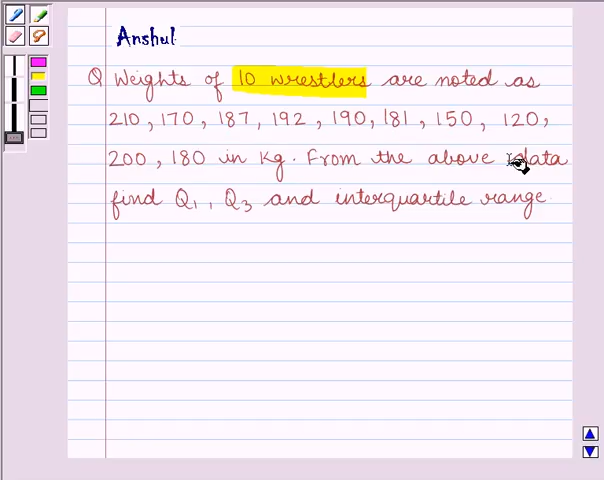 Anshul
Q Weights of 10 wrestlers are noted as
210, 170, 187, 192, 190, 181, 150, 120,
200, 180 in Kg. From the above data
find Q1, Q3 and interquartile range.